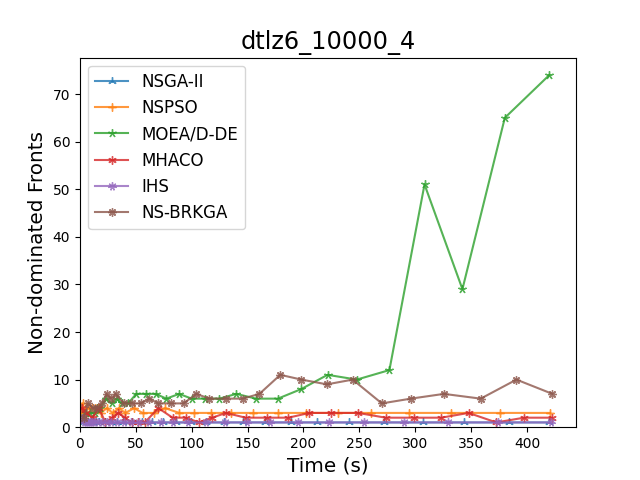 dtlz6_10000_4
Non-dominated Fronts
70
60
50
40
30
20
10
0
NSGA-II
NSPSO
MOEA/D-DE
MHACO
IHS
NS-BRKGA
0 50 100 150 200 250 300 350 400
Time (s)